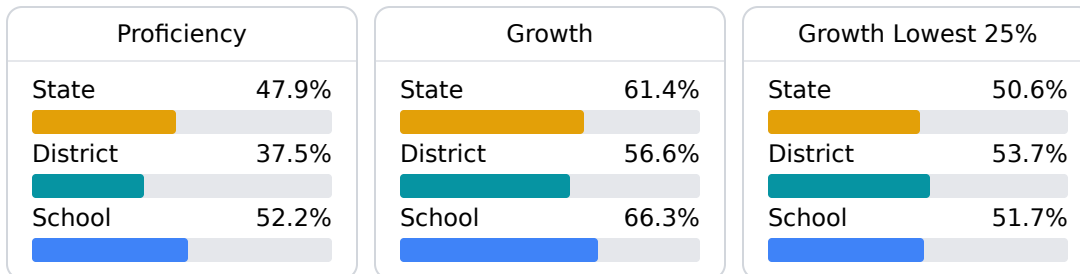 Proficiency
State 47.9%
District 37.5%
School 52.2%
Growth
State 61.4%
District 56.6%
School 66.3%
Growth Lowest 25%
State 50.6%
District 53.7%
School 51.7%